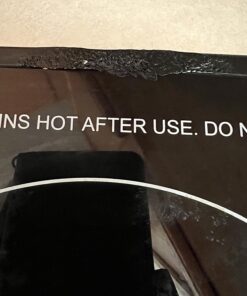 INS HOT AFTER USE. DO N